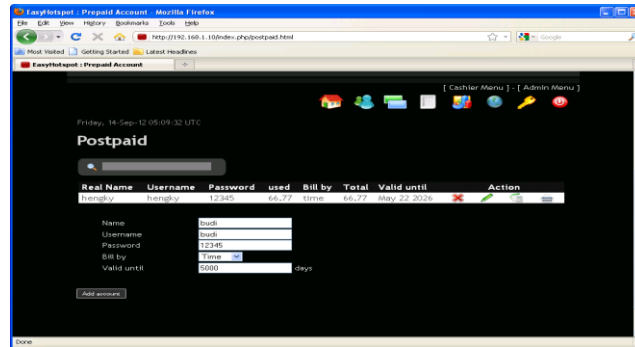 EasyHotspot : Prepaid Account - Mozilla Firefox
File Edit View History Bookmarks Tools Help
http://192.168.1.10/index.php/postpaid.html
Google
Most Visited Getting Started Latest Headlines
EasyHotspot : Prepaid Account
[ Cashier Menu ] - [ Admin Menu ]
Friday, 14-Sep-12 05:09:32 UTC
Postpaid
Real Name Username Password used Bill by Total Valid until Action
hengky hengky 12345 66,77 time 66,77 May 22 2026
Name budi
Username budi
Password 12345
Bill by Time
Valid until 5000 days
Add account
Done